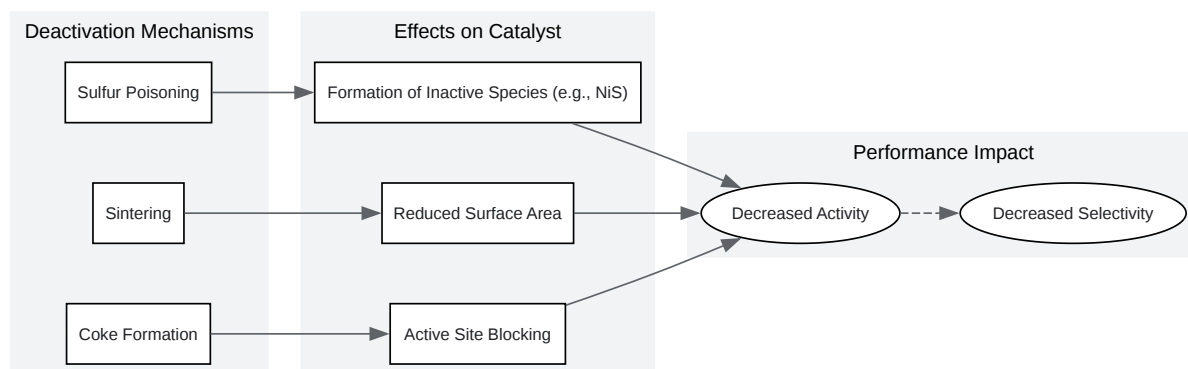 Deactivation Mechanisms
Sulfur Poisoning
Sintering
Coke Formation
Effects on Catalyst
Formation of Inactive Species (e.g., NiS)
Reduced Surface Area
Active Site Blocking
Performance Impact
Decreased Activity
Decreased Selectivity